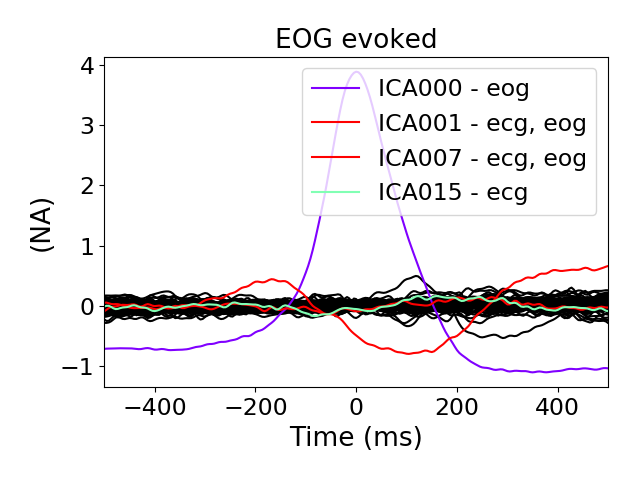 EOG evoked
4
3
2
1
0
−1
(NA)
ICA000 - eog
ICA001 - ecg, eog
ICA007 - ecg, eog
ICA015 - ecg
−400 −200 0 200 400
Time (ms)